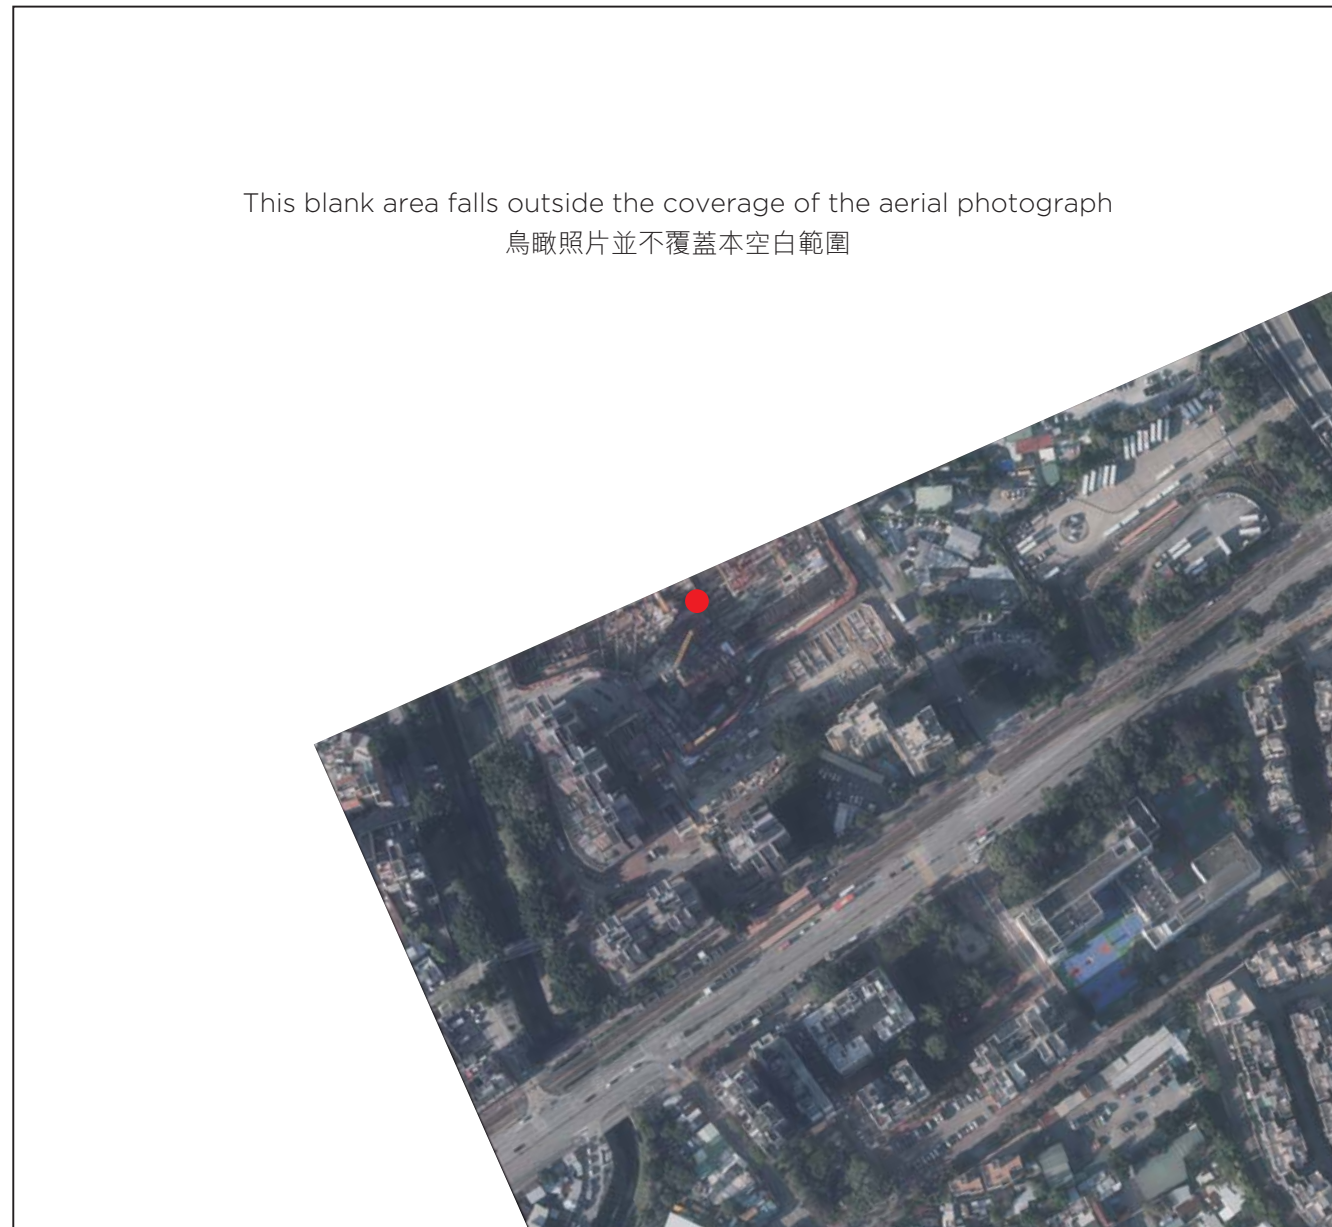 This blank area falls outside the coverage of the aerial photograph
鳥瞰照片並不覆蓋本空白範圍